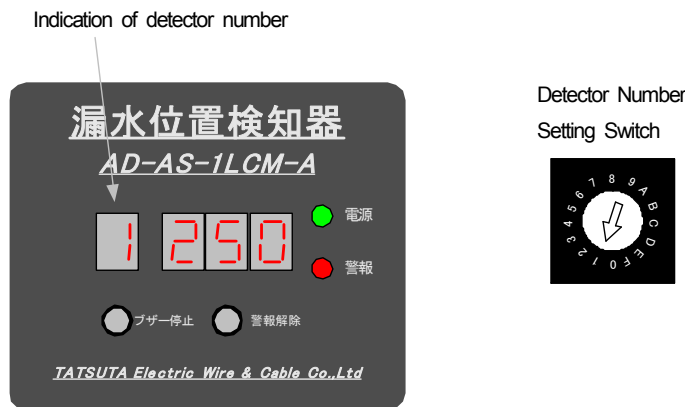 Indication of detector number
漏水位置検知器
AD-AS-1LCM-A
1 250
電源
警報
ブザー停止
警報解除
TATSUTA Electric Wire & Cable Co.,Ltd
Detector Number
Setting Switch
0 1 2 3 4 5 6 7 8 9 A B C D E F